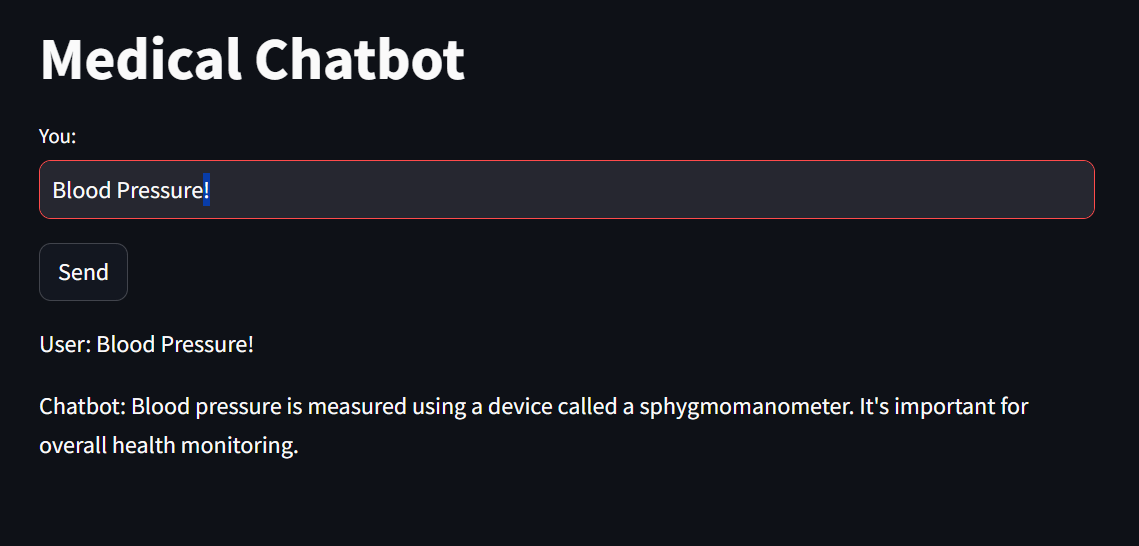 Medical Chatbot
You:
Blood Pressure!
Send
User: Blood Pressure!
Chatbot: Blood pressure is measured using a device called a sphygmomanometer. It's important for
overall health monitoring.